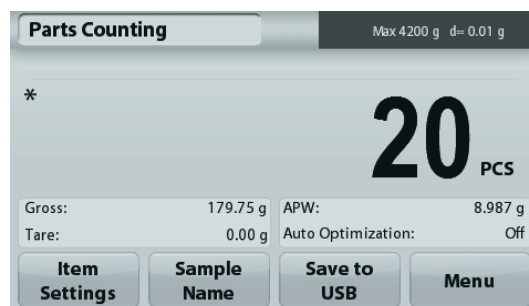 Parts Counting
Max 4200 g d= 0.01 g
*
20 PCS
Gross: 179.75 g
Tare: 0.00 g
APW: 8.987 g
Auto Optimization: Off
Item Settings
Sample Name
Save to USB
Menu